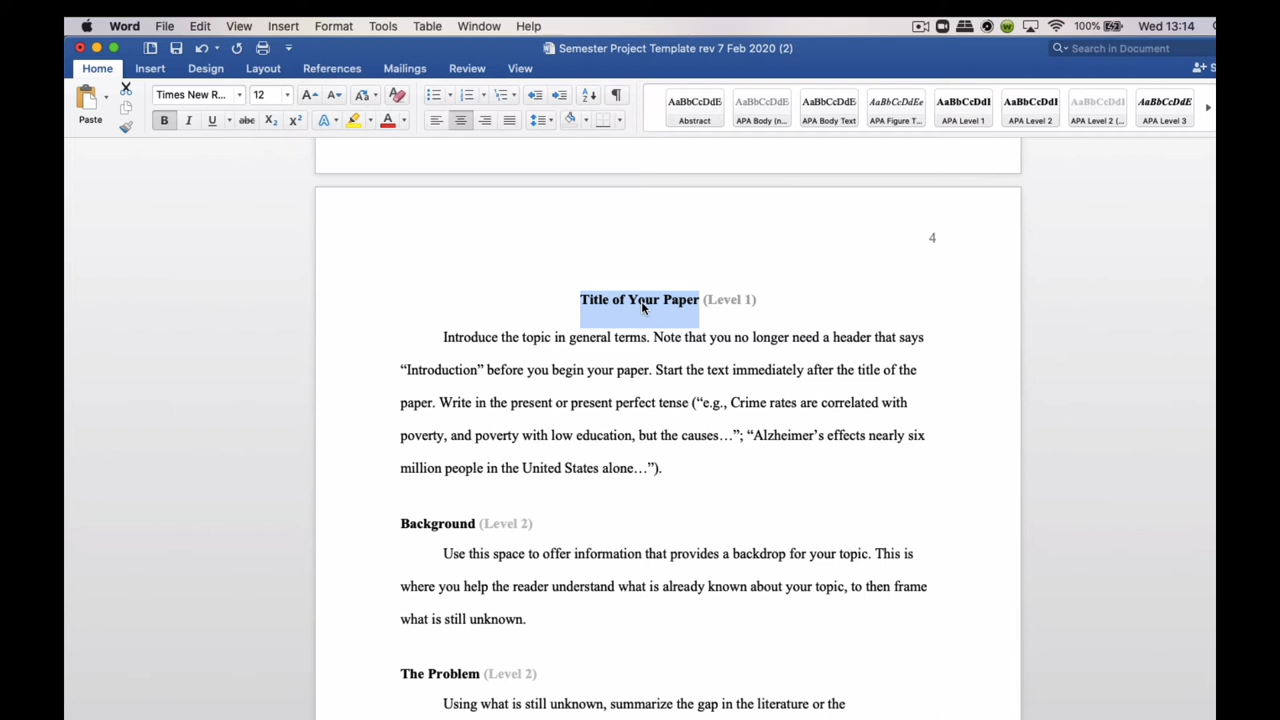 Word File Edit View Insert Format Tools Table Window Help 100% Wed 13:14
Semester Project Template rev 7 Feb 2020 (2) Search in Document
Home Insert Design Layout References Mailings Review View S
Paste Times New R... 12 B I U abc X₂ X²
AaBbCcDdE AaBbCcDdE AaBbCcDdE AaBbCcDdEe AaBbCcDdI AaBbCcDdI AaBbCcDdI AaBbCcDdE
Abstract APA Body (n... APA Body Text APA Figure T... APA Level 1 APA Level 2 APA Level 2 (... APA Level 3
4
Title of Your Paper (Level 1)
Introduce the topic in general terms. Note that you no longer need a header that says
“Introduction” before you begin your paper. Start the text immediately after the title of the
paper. Write in the present or present perfect tense (“e.g., Crime rates are correlated with
poverty, and poverty with low education, but the causes…”; “Alzheimer’s effects nearly six
million people in the United States alone…”).
Background (Level 2)
Use this space to offer information that provides a backdrop for your topic. This is
where you help the reader understand what is already known about your topic, to then frame
what is still unknown.
The Problem (Level 2)
Using what is still unknown, summarize the gap in the literature or the